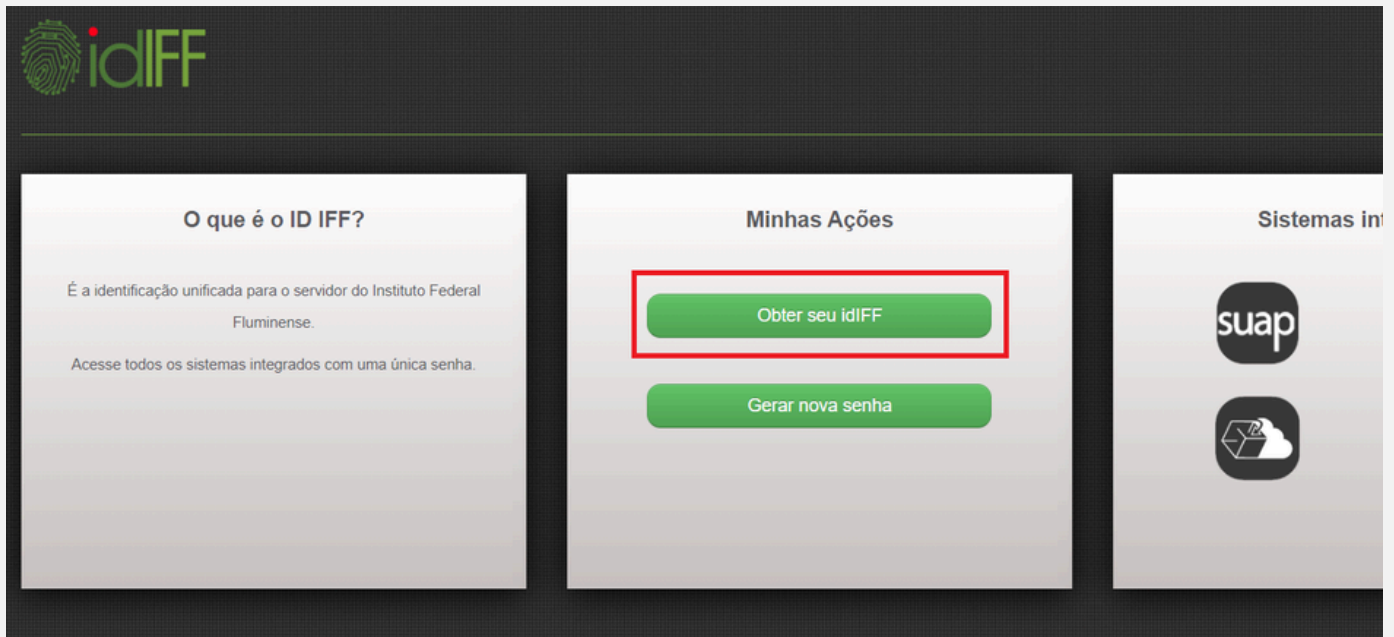 idIFF
O que é o ID IFF?
É a identificação unificada para o servidor do Instituto Federal
Fluminense.
Acesse todos os sistemas integrados com uma única senha.
Minhas Ações
Obter seu idIFF
Gerar nova senha
Sistemas int
suap